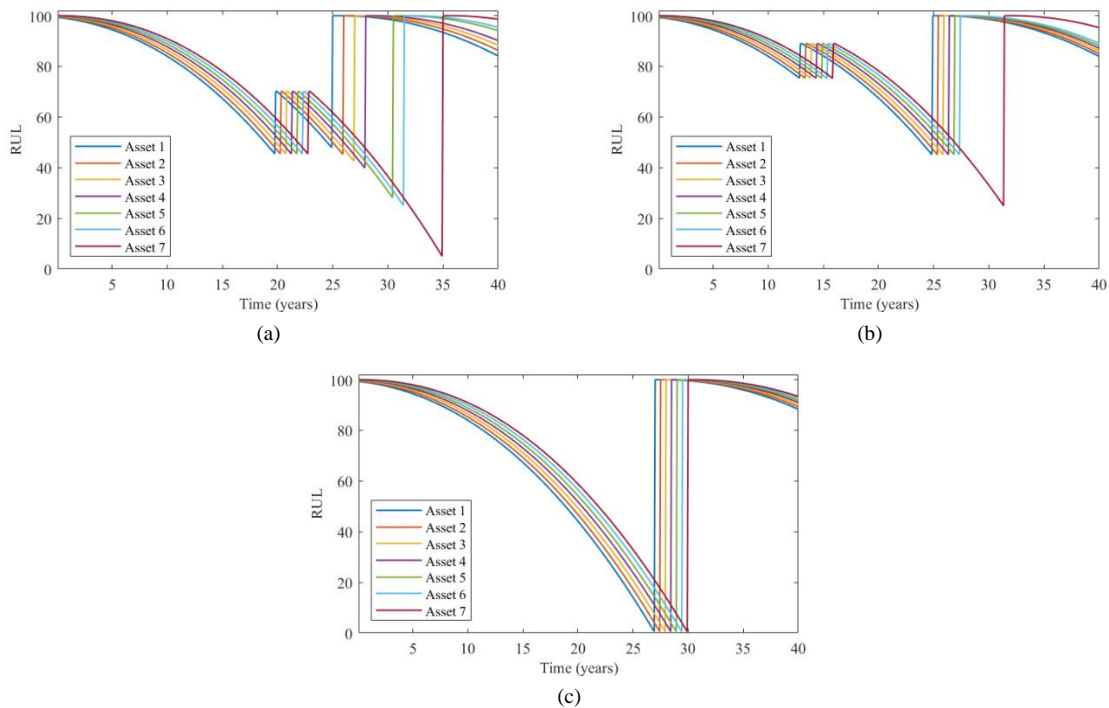 100
80
60
40
20
0
RUL
Asset 1
Asset 2
Asset 3
Asset 4
Asset 5
Asset 6
Asset 7
5 10 15 20 25 30 35 40
Time (years)
(a)
100
80
60
40
20
0
RUL
Asset 1
Asset 2
Asset 3
Asset 4
Asset 5
Asset 6
Asset 7
5 10 15 20 25 30 35 40
Time (years)
(b)
100
80
60
40
20
0
RUL
Asset 1
Asset 2
Asset 3
Asset 4
Asset 5
Asset 6
Asset 7
5 10 15 20 25 30 35 40
Time (years)
(c)